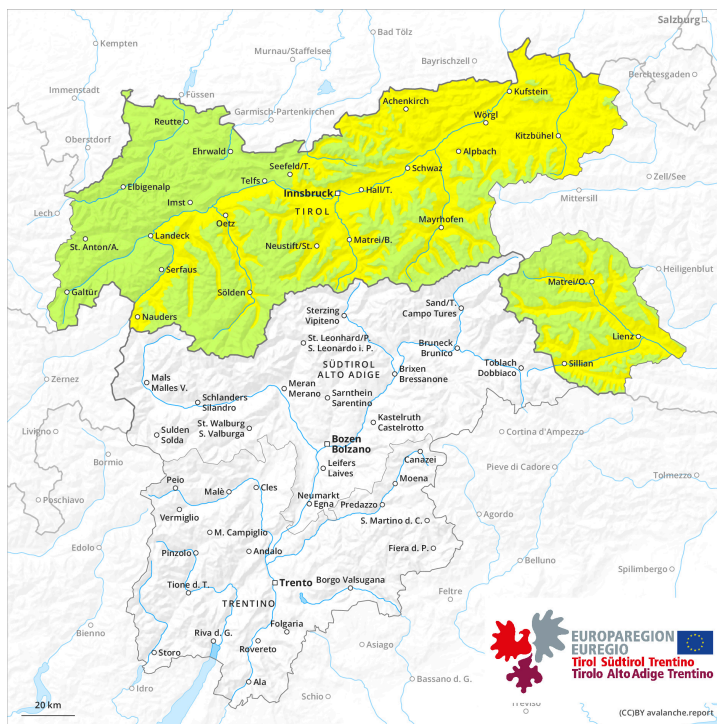 Salzburg
Bad Tölz
Kempten
Murnau/Staffelsee
Bayrischzell
Berchtesgaden
Immenstadt
Füssen
Garmisch-Partenkirchen
Achenkirch
Kufstein
Reutte
Wörgl
Oberstdorf
Ehrwald
Kitzbühel
Alpbach
Seefeld/T.
Schwaz
Zell/See
Elbigenalp
Telfs
Innsbruck
Hall/T.
Mittersill
Imst
TIROL
Lech
Oetz
Mayrhofen
St. Anton/A.
Landeck
Neustift/St.
Matrei/B.
Serfaus
Heiligenblut
Galtür
Sölden
Matrei/O.
Nauders
Sterzing
Vipiteno
Sand/T.
Campo Tures
Lienz
St. Leonhard/P.
S. Leonardo i. P.
Bruneck
Brunico
Sillian
SÜDTIROL
ALTO ADIGE
Toblach
Dobbiaco
Zernez
Mals
Malles V.
Meran
Merano
Brixen
Bressanone
Schlanders
Silandro
Sarnthein
Sarentino
Kastelruth
Castelrotto
Livigno
Sulden
Solda
St. Walburg
S. Valburga
Cortina d'Ampezzo
Bozen
Bolzano
Bormio
Canazei
Pieve di Cadore
Leifers
Laives
Tolmezzo
Poschiavo
Peio
Malè
Cles
Neumarkt
Egna
Predazzo
Moena
Vermiglio
S. Martino d. C.
Agordo
M. Campiglio
Edolo
Pinzolo
Andalo
Fiera d. P.
Belluno
Spilimbergo
Tione d. T.
Trento
Borgo Valsugana
Feltre
TRENTINO
Folgaria
Bienno
Riva d. G.
Rovereto
Asiago
Storo
Bassano d. G.
Ala
Idro
Schio
Treviso
EUROPAREGION
EUREGIO
Tirol Südtirol Trentino
Tirolo Alto Adige Trentino
20 km
(CC)BY avalanche.report